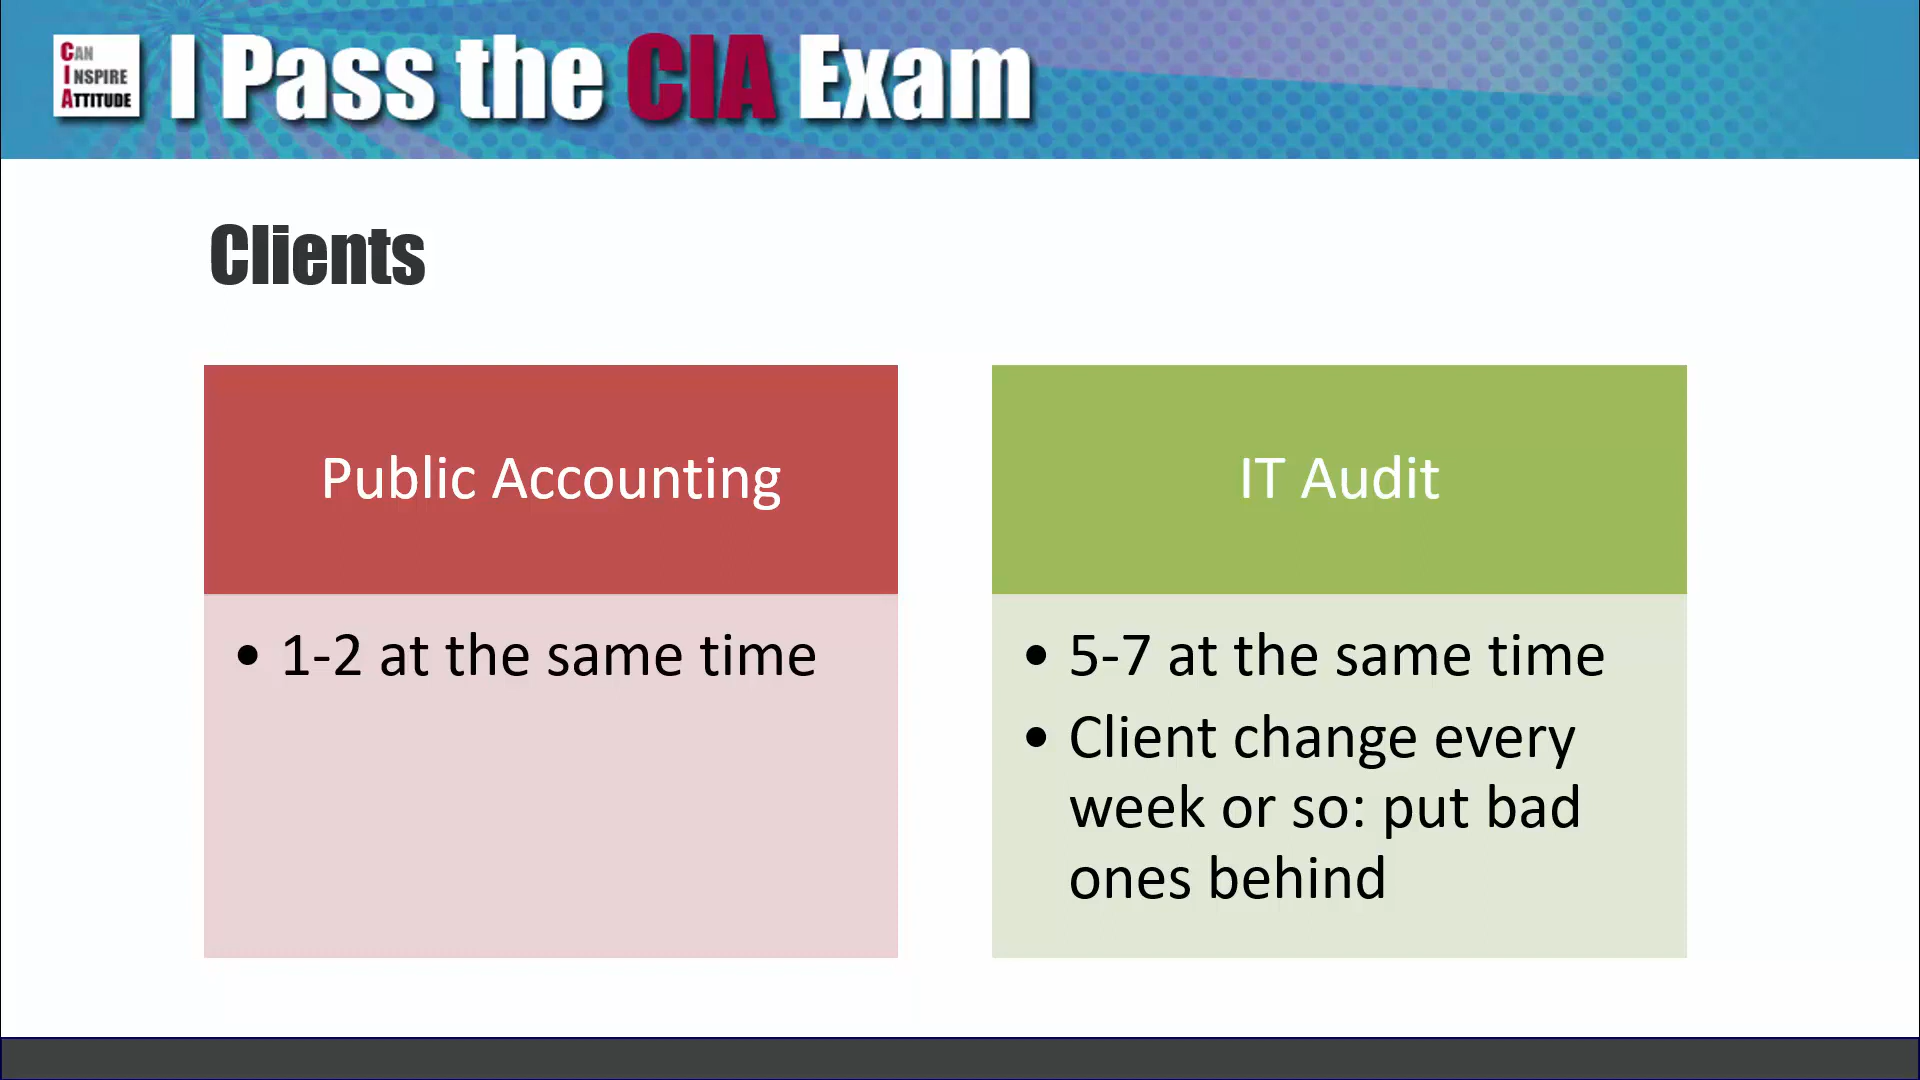 CAN
INSPIRE
ATTITUDE
I Pass the CIA Exam
Clients
Public Accounting
• 1-2 at the same time
IT Audit
• 5-7 at the same time
• Client change every
week or so: put bad
ones behind